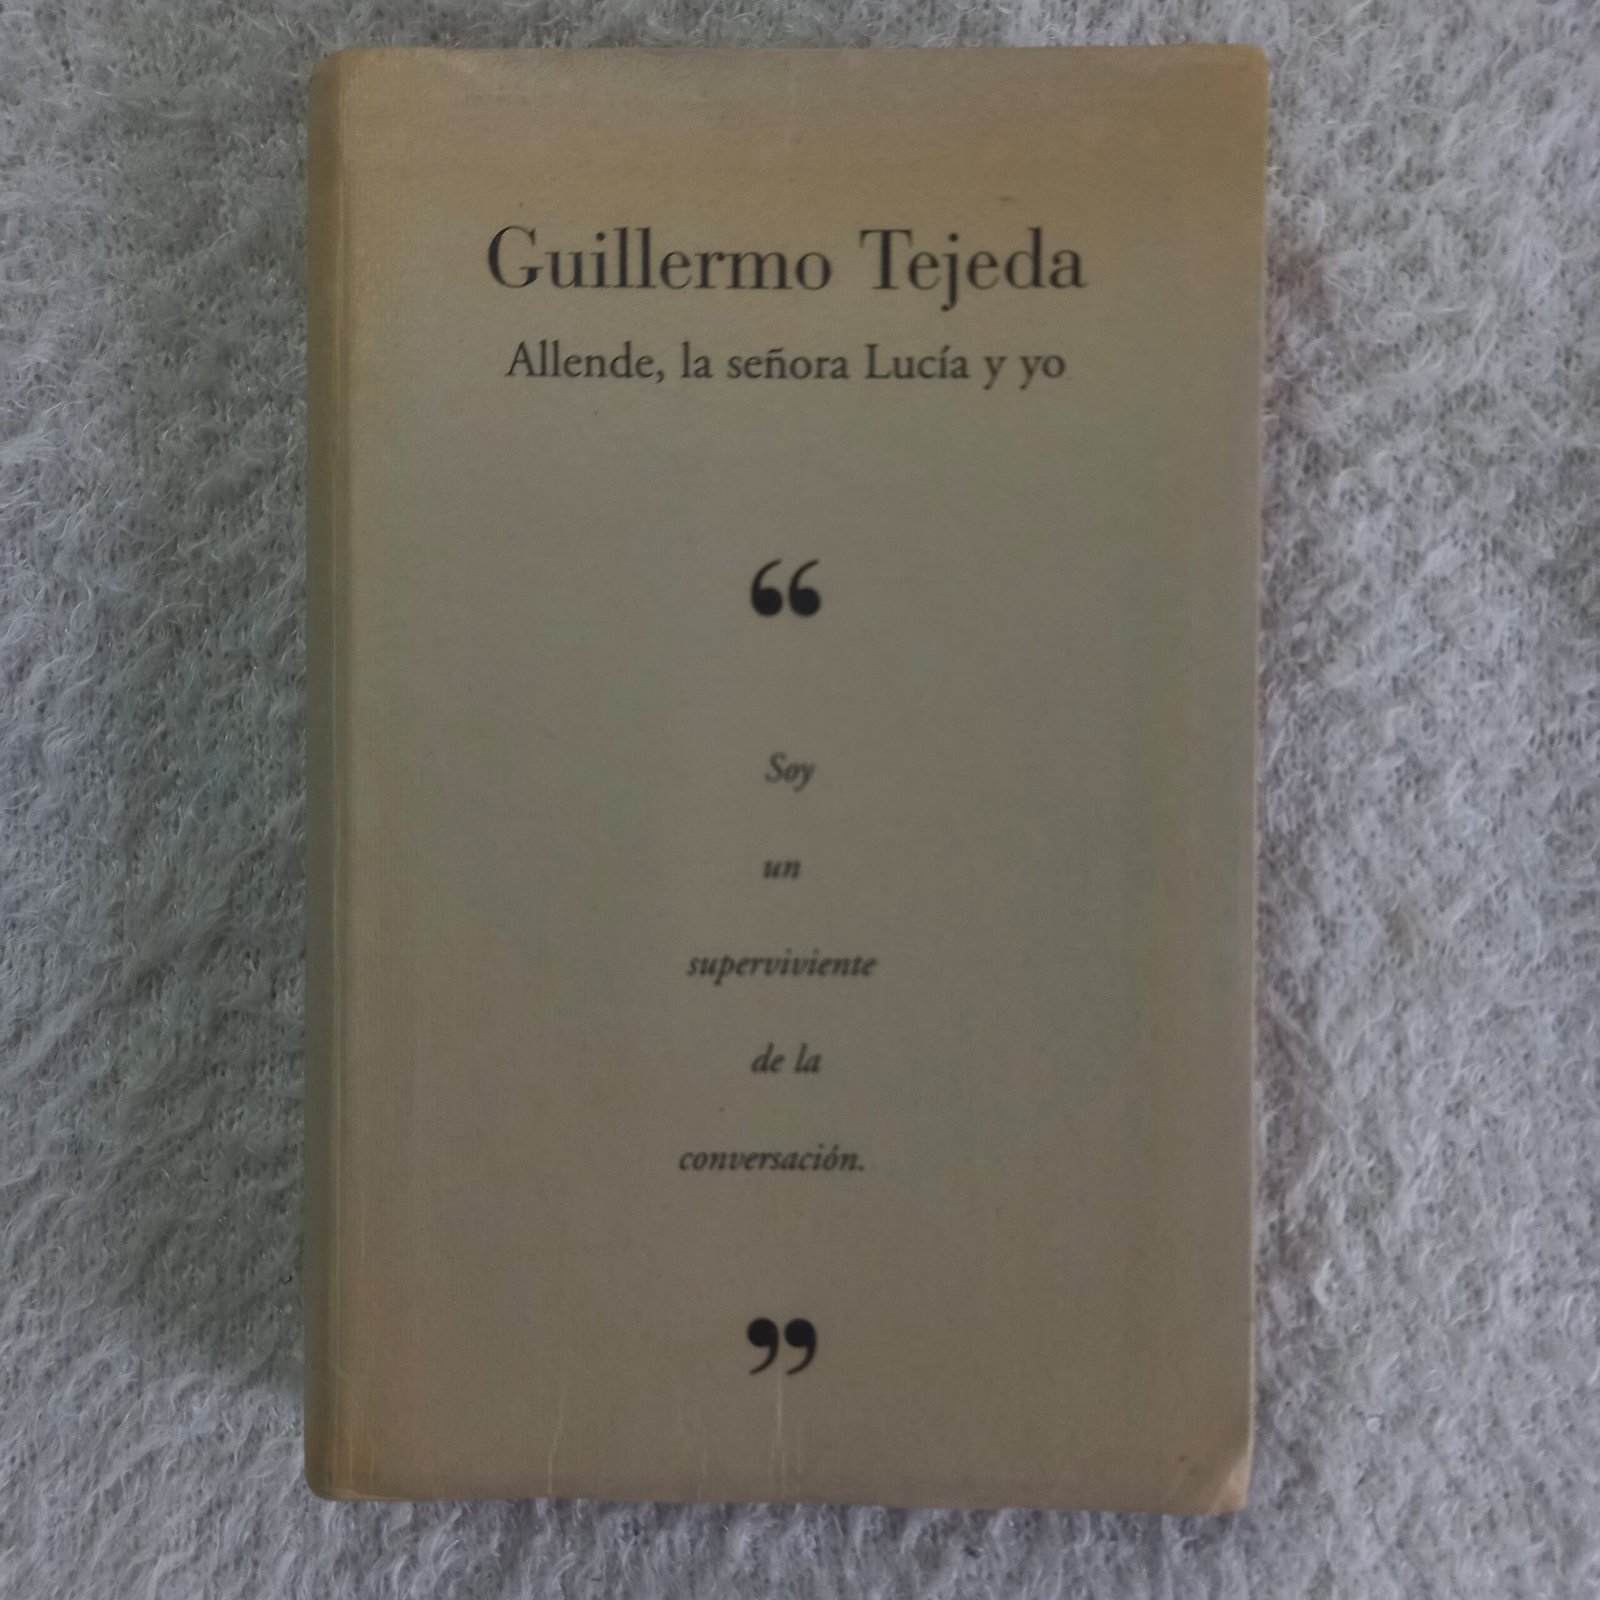 Guillermo Tejeda
Allende, la señora Lucía y yo
“
Soy
un
superviviente
de la
conversación.
”